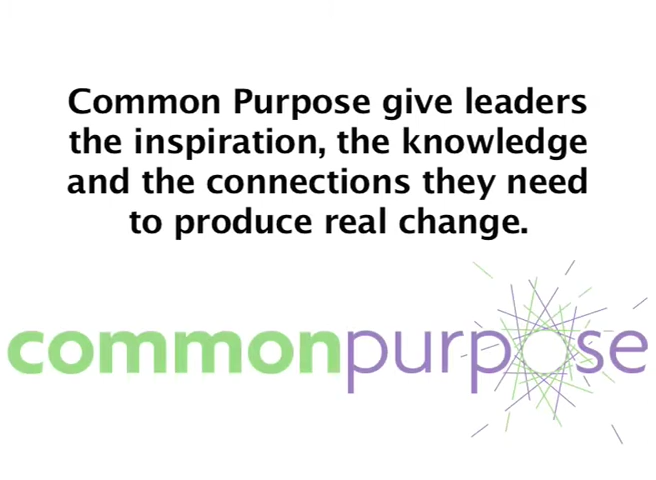 Common Purpose give leaders
the inspiration, the knowledge
and the connections they need
to produce real change.
commonpurpose